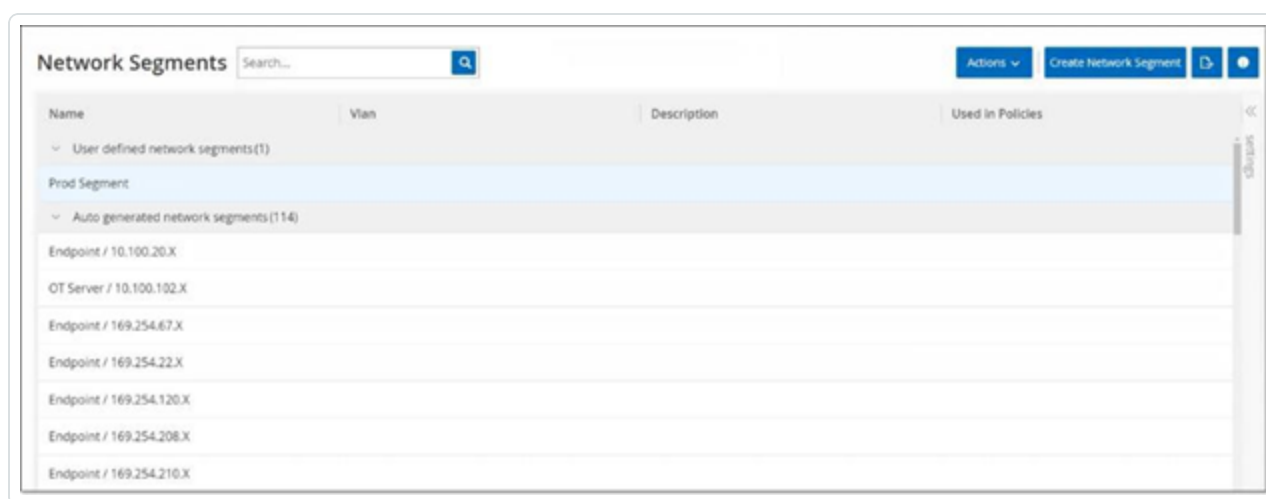 Network Segments Search... Actions Create Network Segment
Name Vlan Description Used in Policies
User defined network segments (1)
Settings
Prod Segment
Auto generated network segments (114)
Endpoint / 10.100.20.X
OT Server / 10.100.102.X
Endpoint / 169.254.67.X
Endpoint / 169.254.22.X
Endpoint / 169.254.120.X
Endpoint / 169.254.208.X
Endpoint / 169.254.210.X